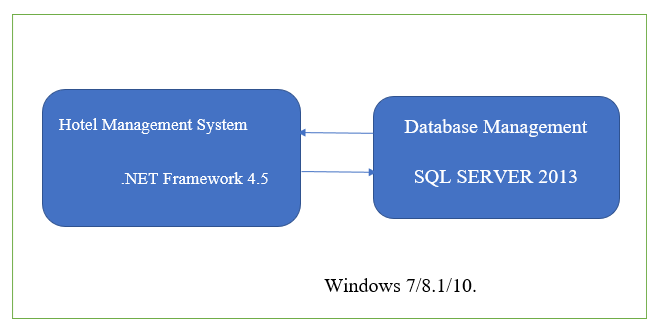 Hotel Management System
.NET Framework 4.5
Database Management
SQL SERVER 2013
Windows 7/8.1/10.